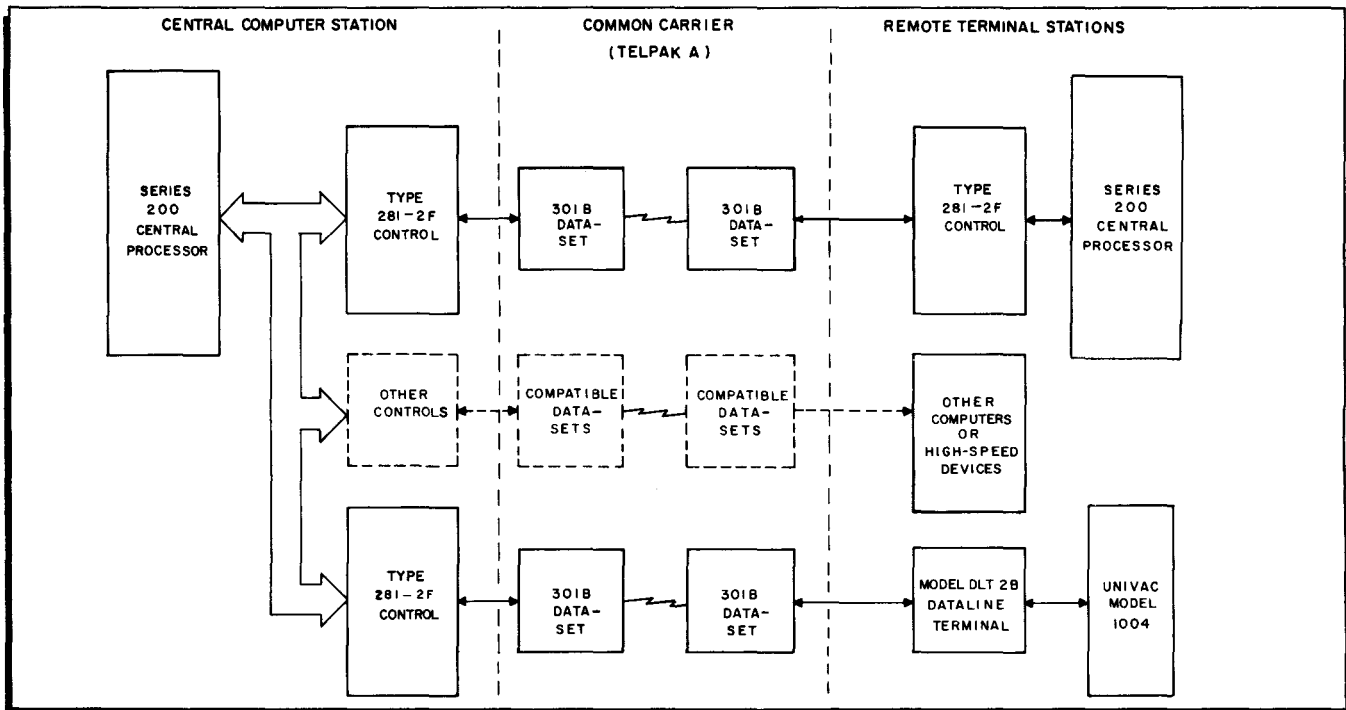 CENTRAL COMPUTER STATION
COMMON CARRIER
(TELPAK A)
REMOTE TERMINAL STATIONS
SERIES
200
CENTRAL
PROCESSOR
TYPE
281-2F
CONTROL
301B
DATA-
SET
301B
DATA-
SET
TYPE
281-2F
CONTROL
SERIES
200
CENTRAL
PROCESSOR
OTHER
CONTROLS
COMPATIBLE
DATA-
SETS
COMPATIBLE
DATA-
SETS
OTHER
COMPUTERS
OR
HIGH-SPEED
DEVICES
TYPE
281-2F
CONTROL
301B
DATA-
SET
301B
DATA-
SET
MODEL DLT 2B
DATALINE
TERMINAL
UNIVAC
MODEL
1004